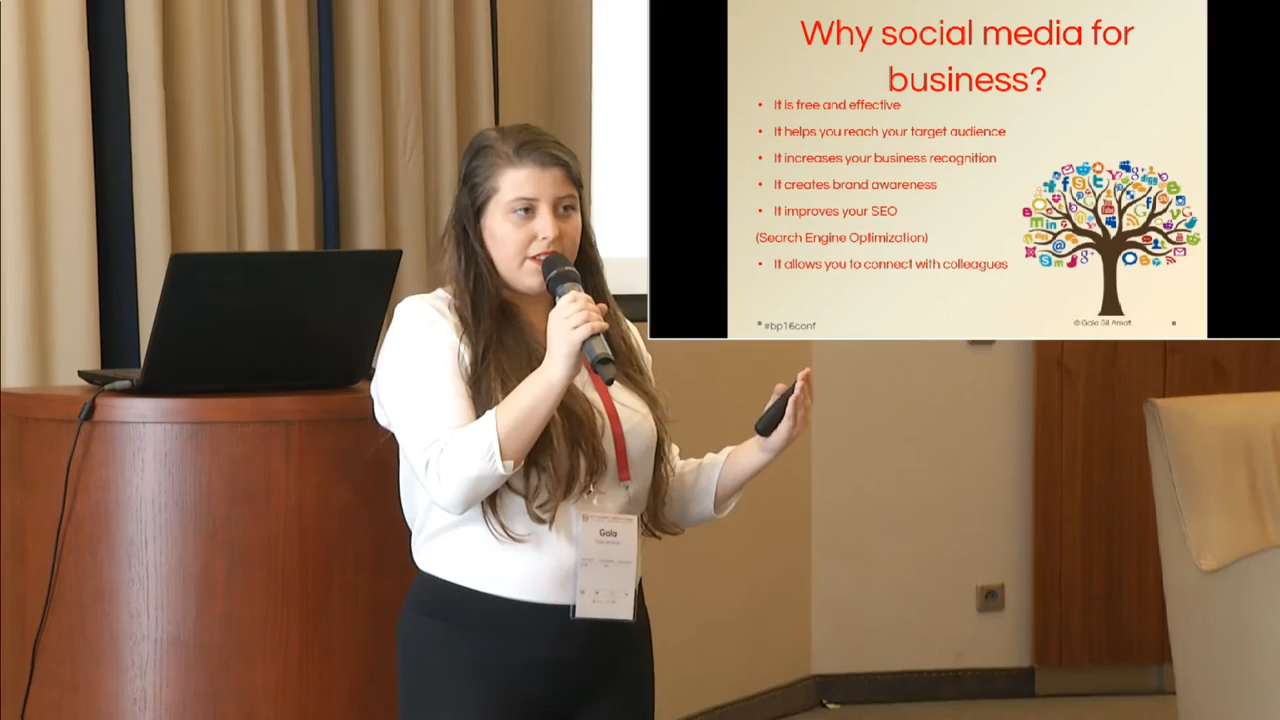 Why social media for
business?
• It is free and effective
• It helps you reach your target audience
• It increases your business recognition
• It creates brand awareness
• It improves your SEO
(Search Engine Optimization)
• It allows you to connect with colleagues
#bp16conf
© Gala Gil Amat
Gala